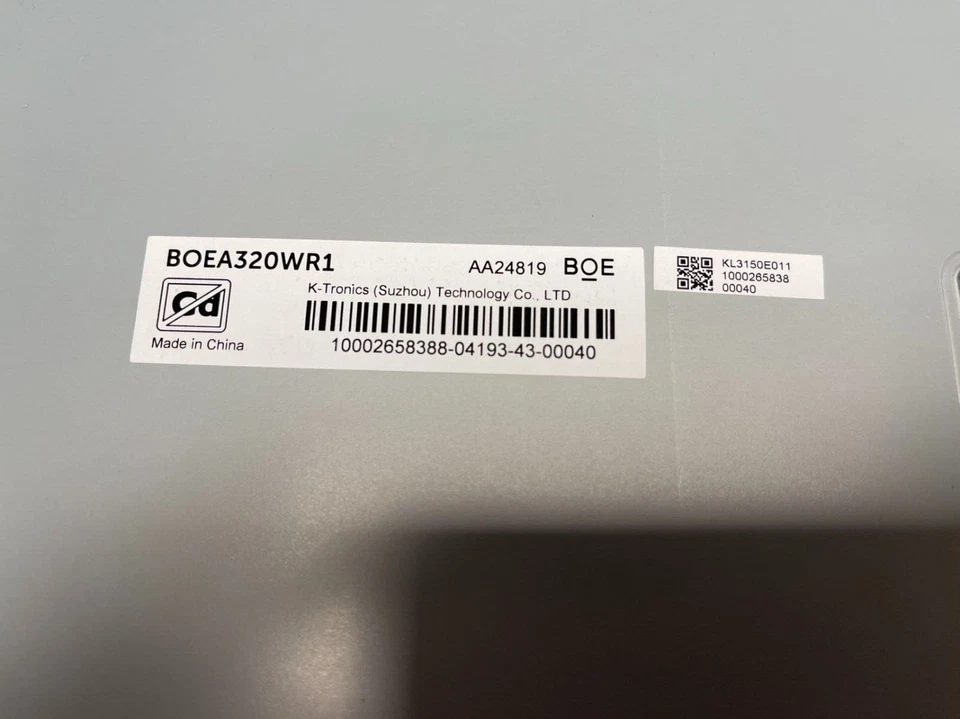 BOEA320WR1
AA24819 BOE
K-Tronics (Suzhou) Technology Co., LTD
Cd
Made in China
10002658388-04193-43-00040
KL3150E011
1000265838
00040